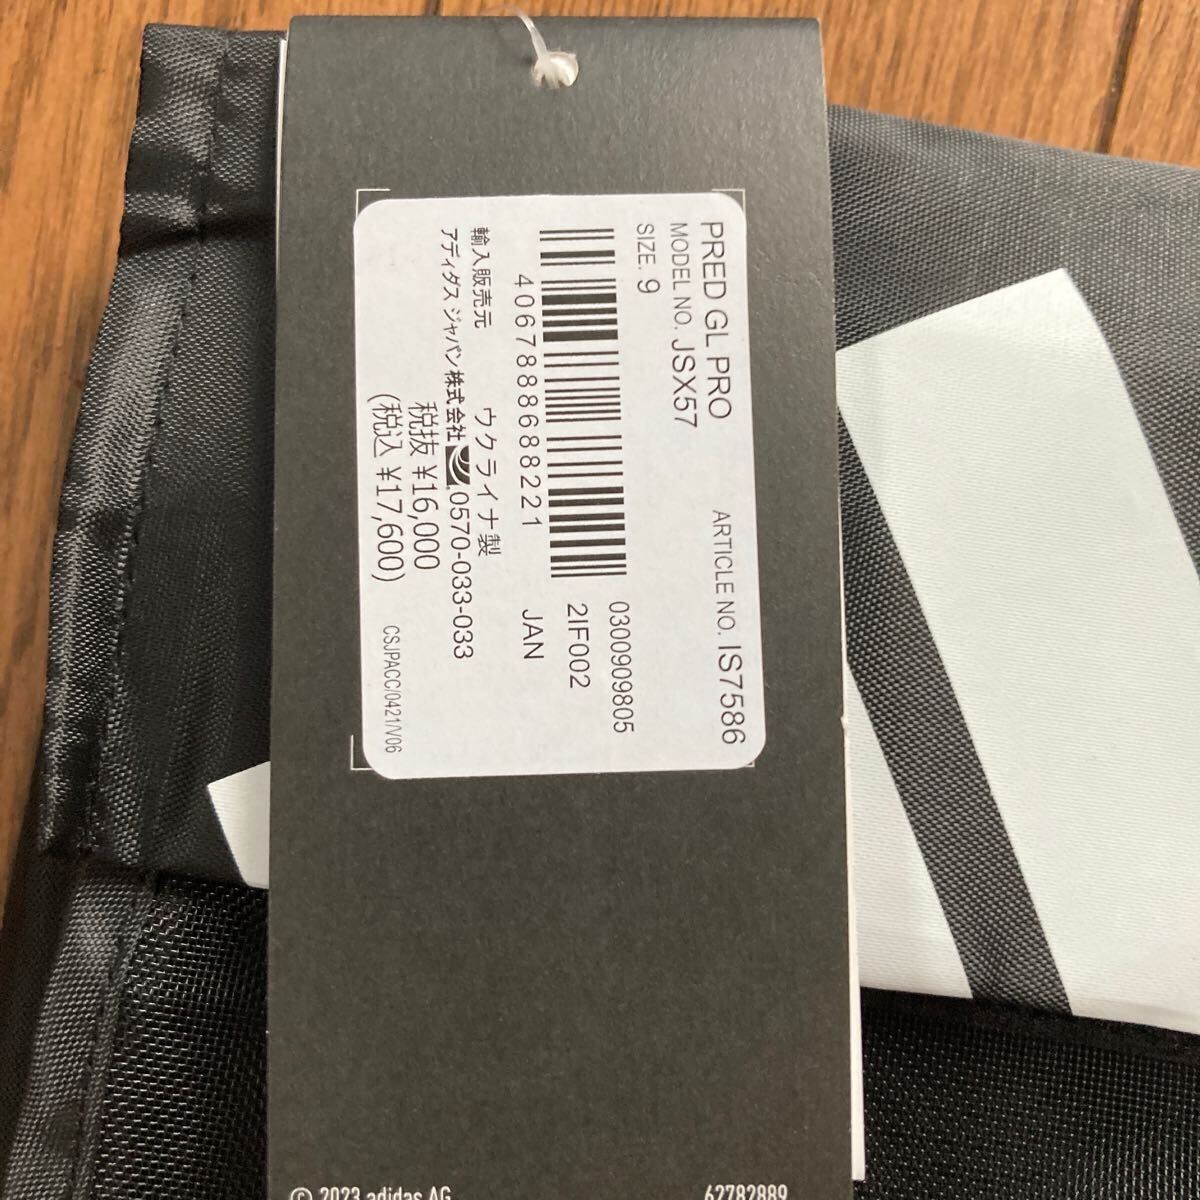 PRED GL PRO ARTICLE NO. IS7586
MODEL NO. JSX57
SIZE. 9
0300909805
2IF002
4067888688221 JAN
輸入販売元 ウクライナ製
アディダス ジャパン株式会社 0570-033-033
税抜 ¥16,000
(税込 ¥17,600)
CSJPACC/0421/V06
© 2023 adidas AG 62782889